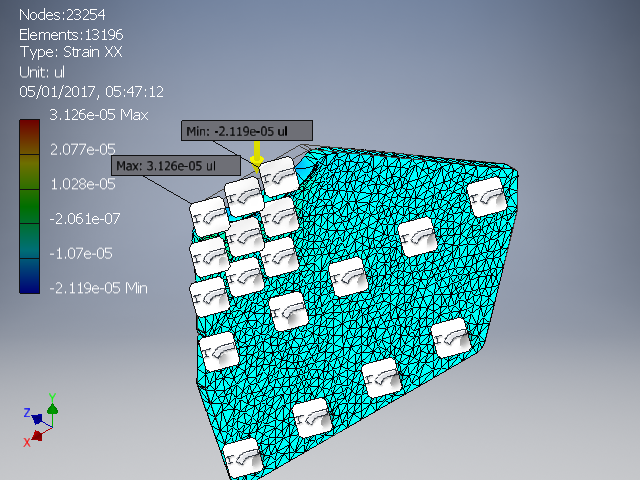 Nodes:23254
Elements:13196
Type: Strain XX
Unit: ul
05/01/2017, 05:47:12
3.126e-05 Max
2.077e-05
1.028e-05
-2.061e-07
-1.07e-05
-2.119e-05 Min
Min: -2.119e-05 ul
Max: 3.126e-05 ul
Y
Z
X